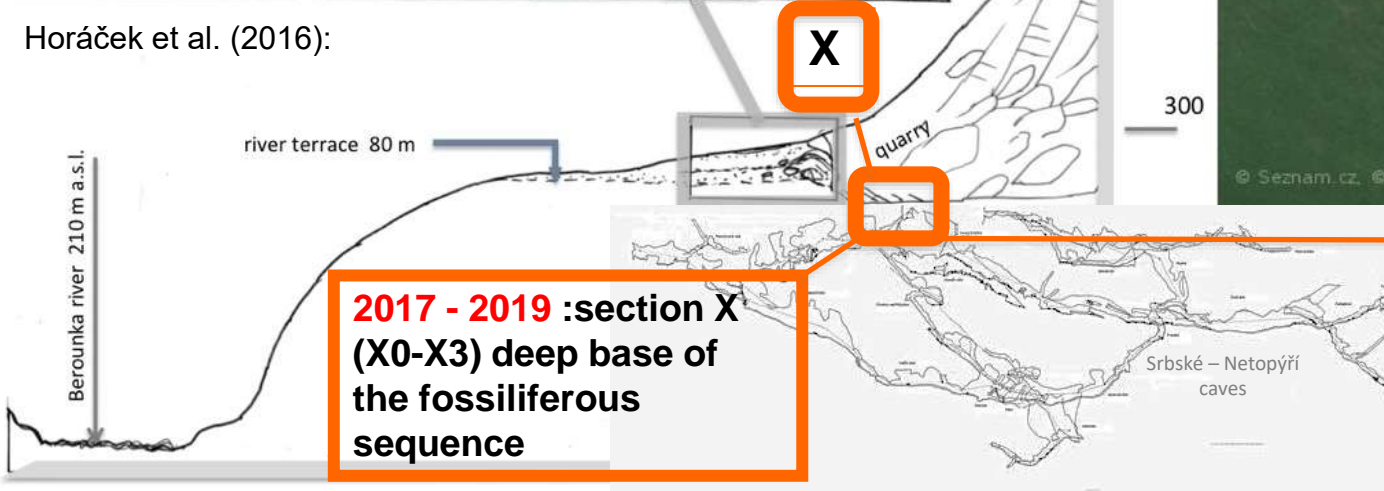 Horáček et al. (2016):
X
river terrace 80 m
quarry
300
© Seznam.cz, ©
Berounka river 210 m a.s.l.
2017 - 2019 :section X
(X0-X3) deep base of
the fossiliferous
sequence
Srbské – Netopýří
caves